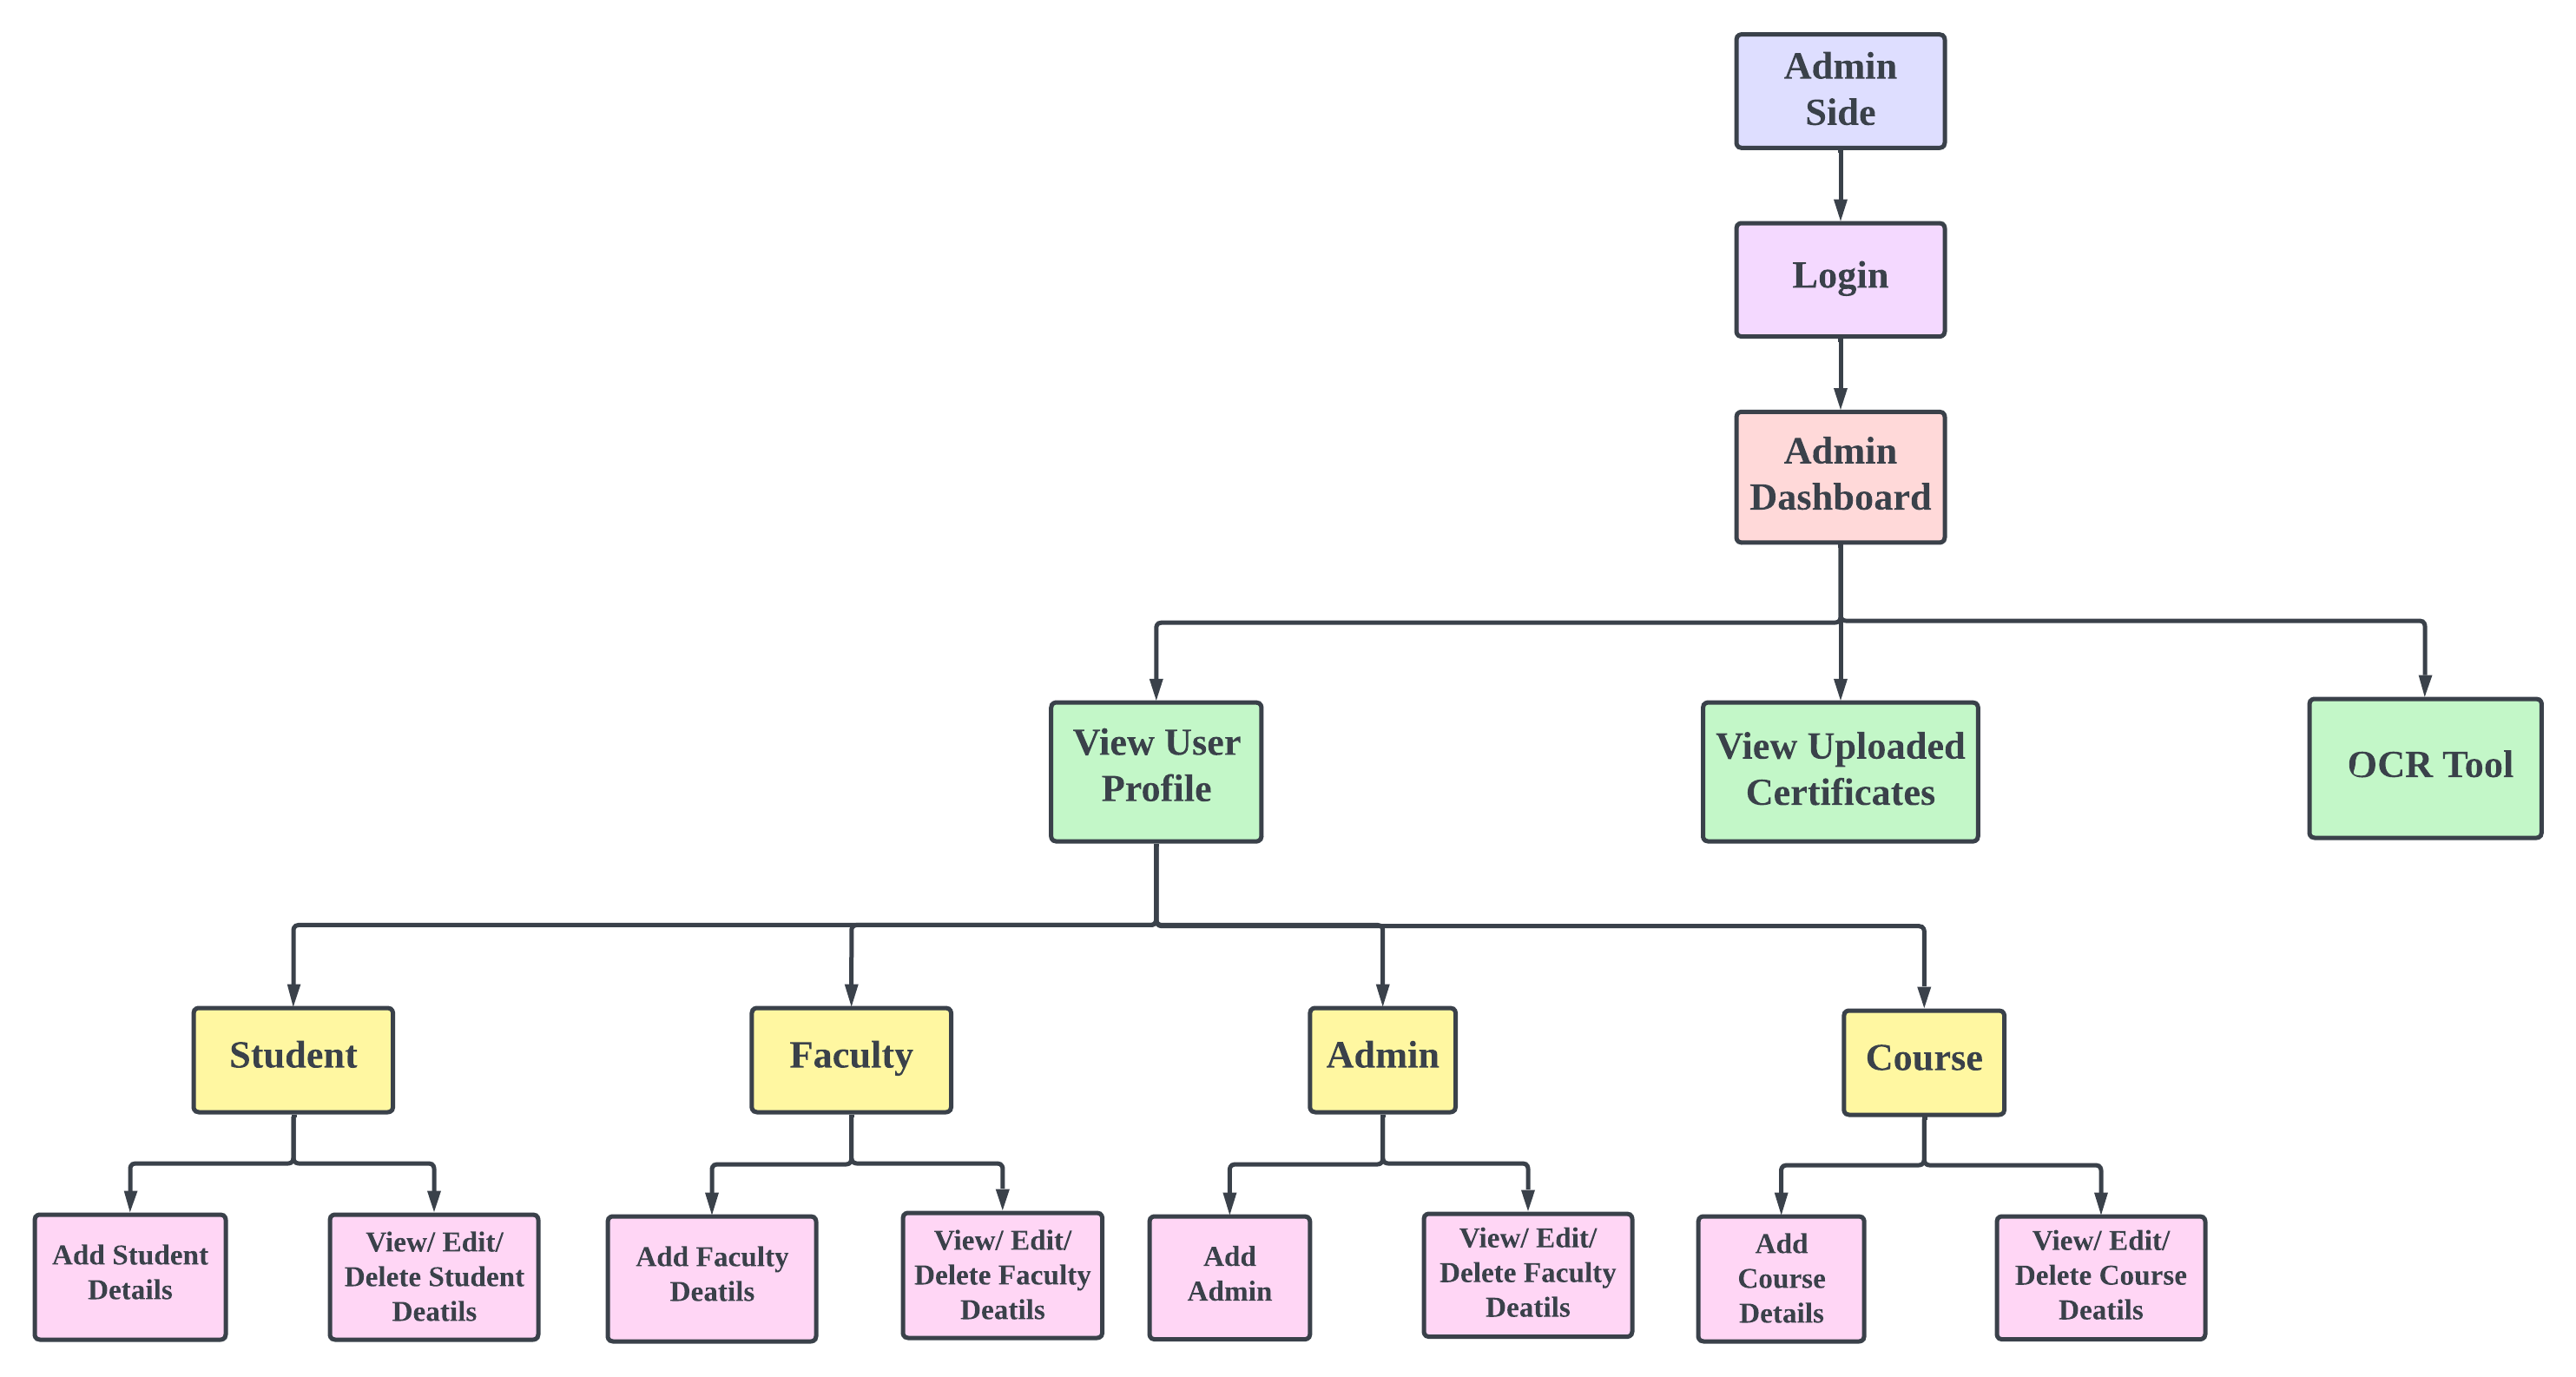 Admin
Side
Login
Admin
Dashboard
View User
Profile
View Uploaded
Certificates
OCR Tool
Student
Faculty
Admin
Course
Add Student
Details
View/ Edit/
Delete Student
Deatils
Add Faculty
Deatils
View/ Edit/
Delete Faculty
Deatils
Add
Admin
View/ Edit/
Delete Faculty
Deatils
Add
Course
Details
View/ Edit/
Delete Course
Deatils